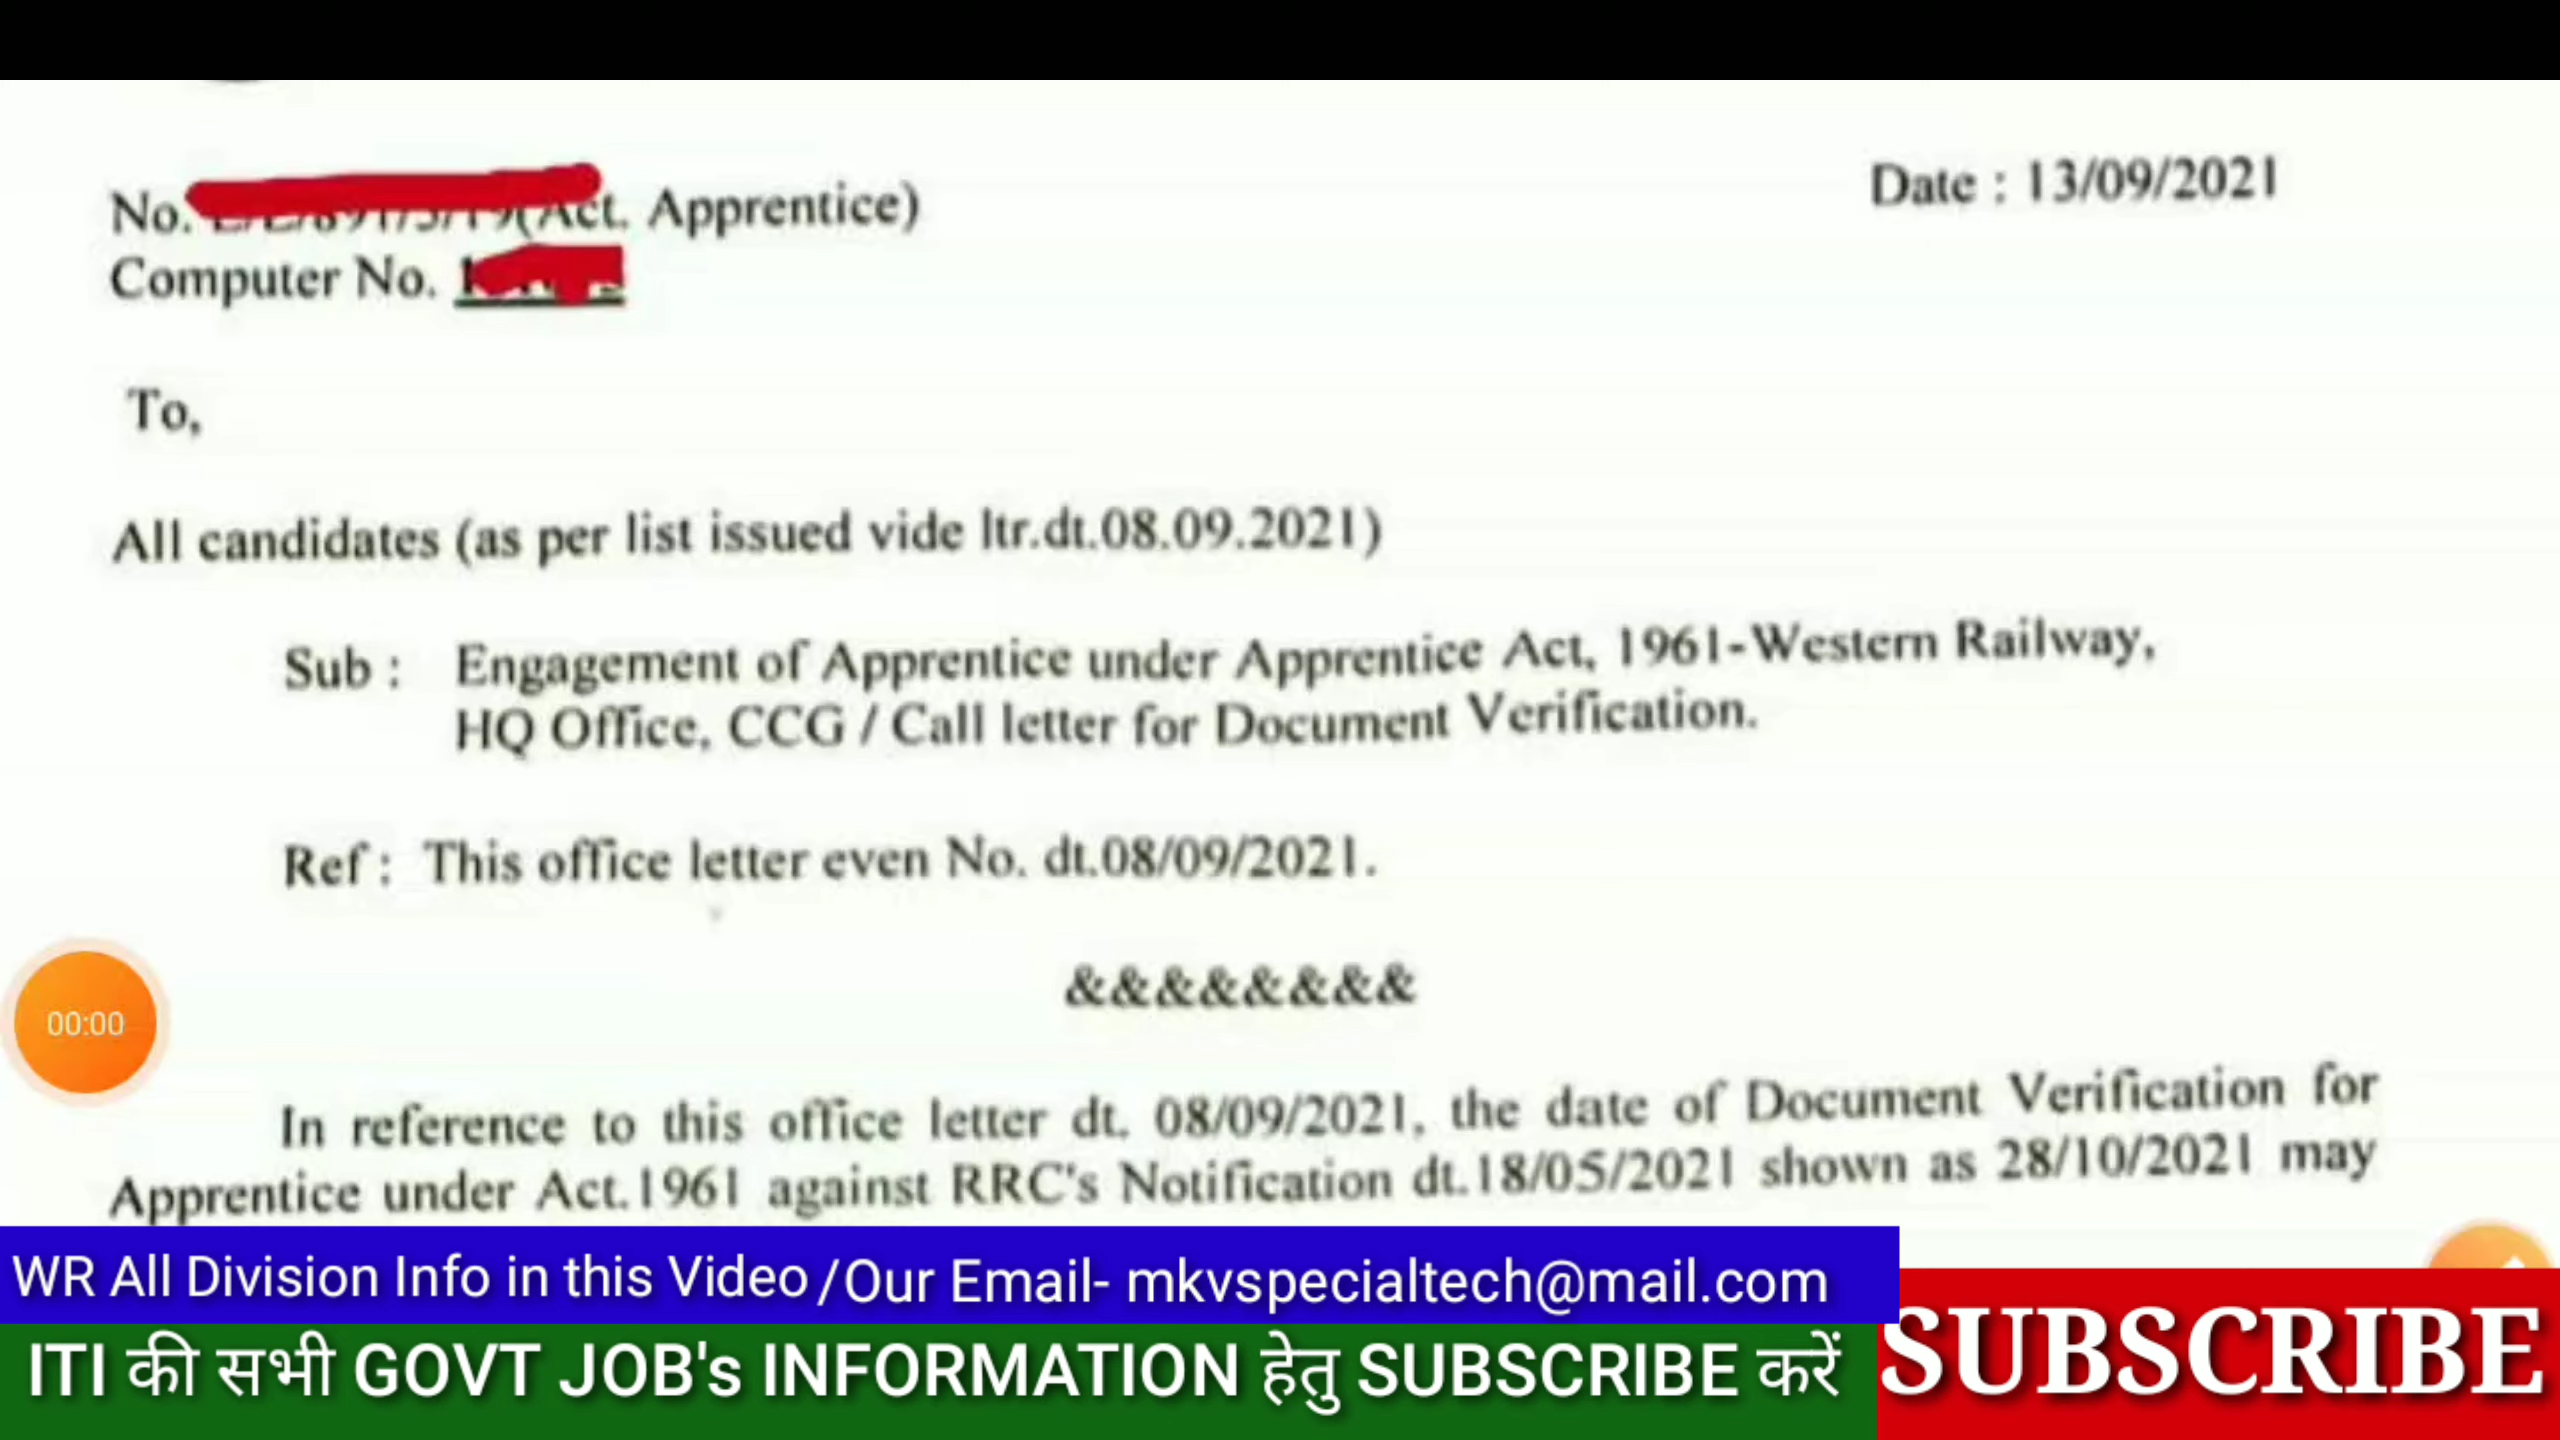 No. (Act. Apprentice)
Date : 13/09/2021
Computer No.
To,
All candidates (as per list issued vide ltr.dt.08.09.2021)
Sub : Engagement of Apprentice under Apprentice Act, 1961-Western Railway,
HQ Office, CCG / Call letter for Document Verification.
Ref : This office letter even No. dt.08/09/2021.
&&&&&&&&
00:00
In reference to this office letter dt. 08/09/2021, the date of Document Verification for
Apprentice under Act.1961 against RRC's Notification dt.18/05/2021 shown as 28/10/2021 may
WR All Division Info in this Video /Our Email- mkvspecialtech@mail.com
ITI की सभी GOVT JOB's INFORMATION हेतु SUBSCRIBE करें
SUBSCRIBE